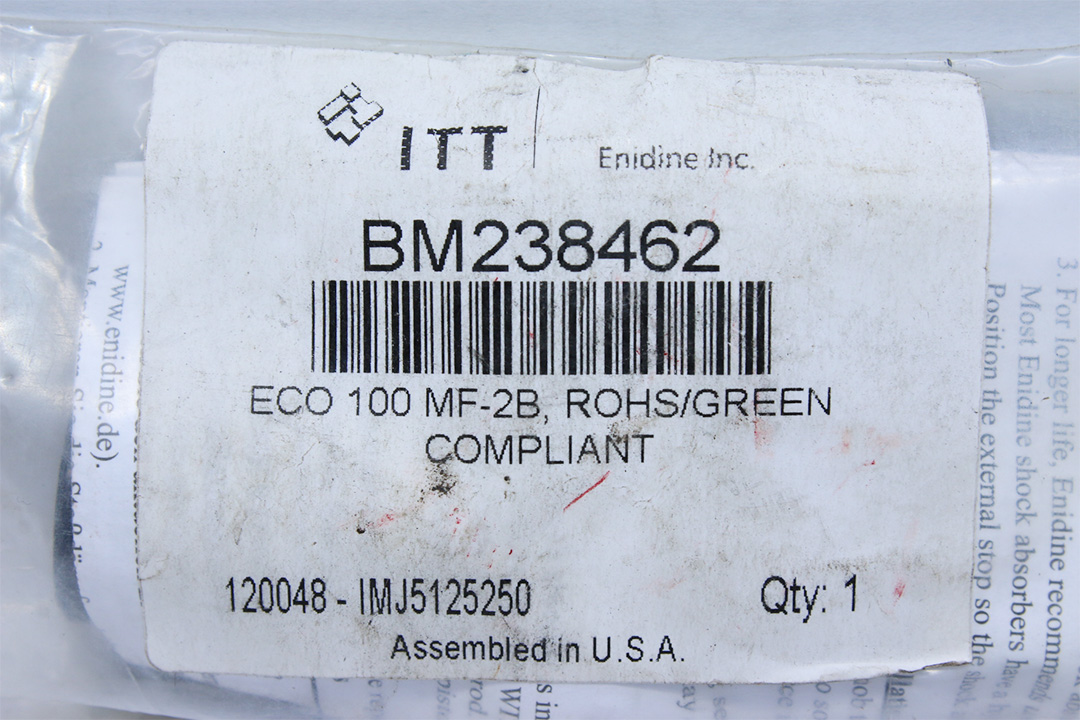 ITT
Enidine Inc.
BM238462
ECO 100 MF-2B, ROHS/GREEN
COMPLIANT
120048 - IMJ5125250
Qty: 1
Assembled in U.S.A.
www.enidine.de).
3. For longer life, Enidine recommends
Most Enidine shock absorbers have a
Position the external stop so the shock